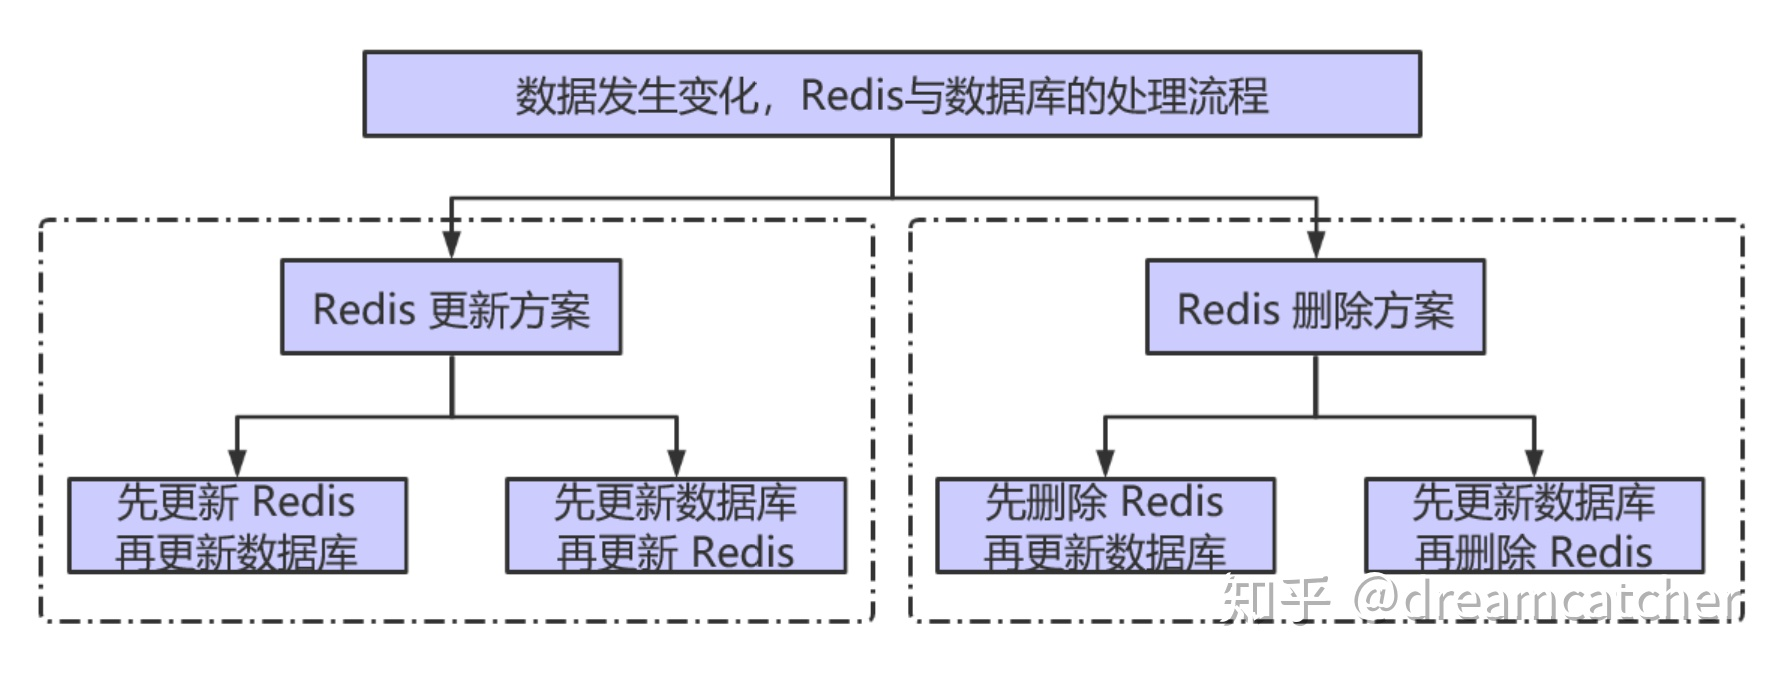 数据发生变化，Redis与数据库的处理流程
Redis 更新方案
Redis 删除方案
先更新 Redis
再更新数据库
先更新数据库
再更新 Redis
先删除 Redis
再更新数据库
先更新数据库
再删除 Redis
知乎 @dreamcatcher